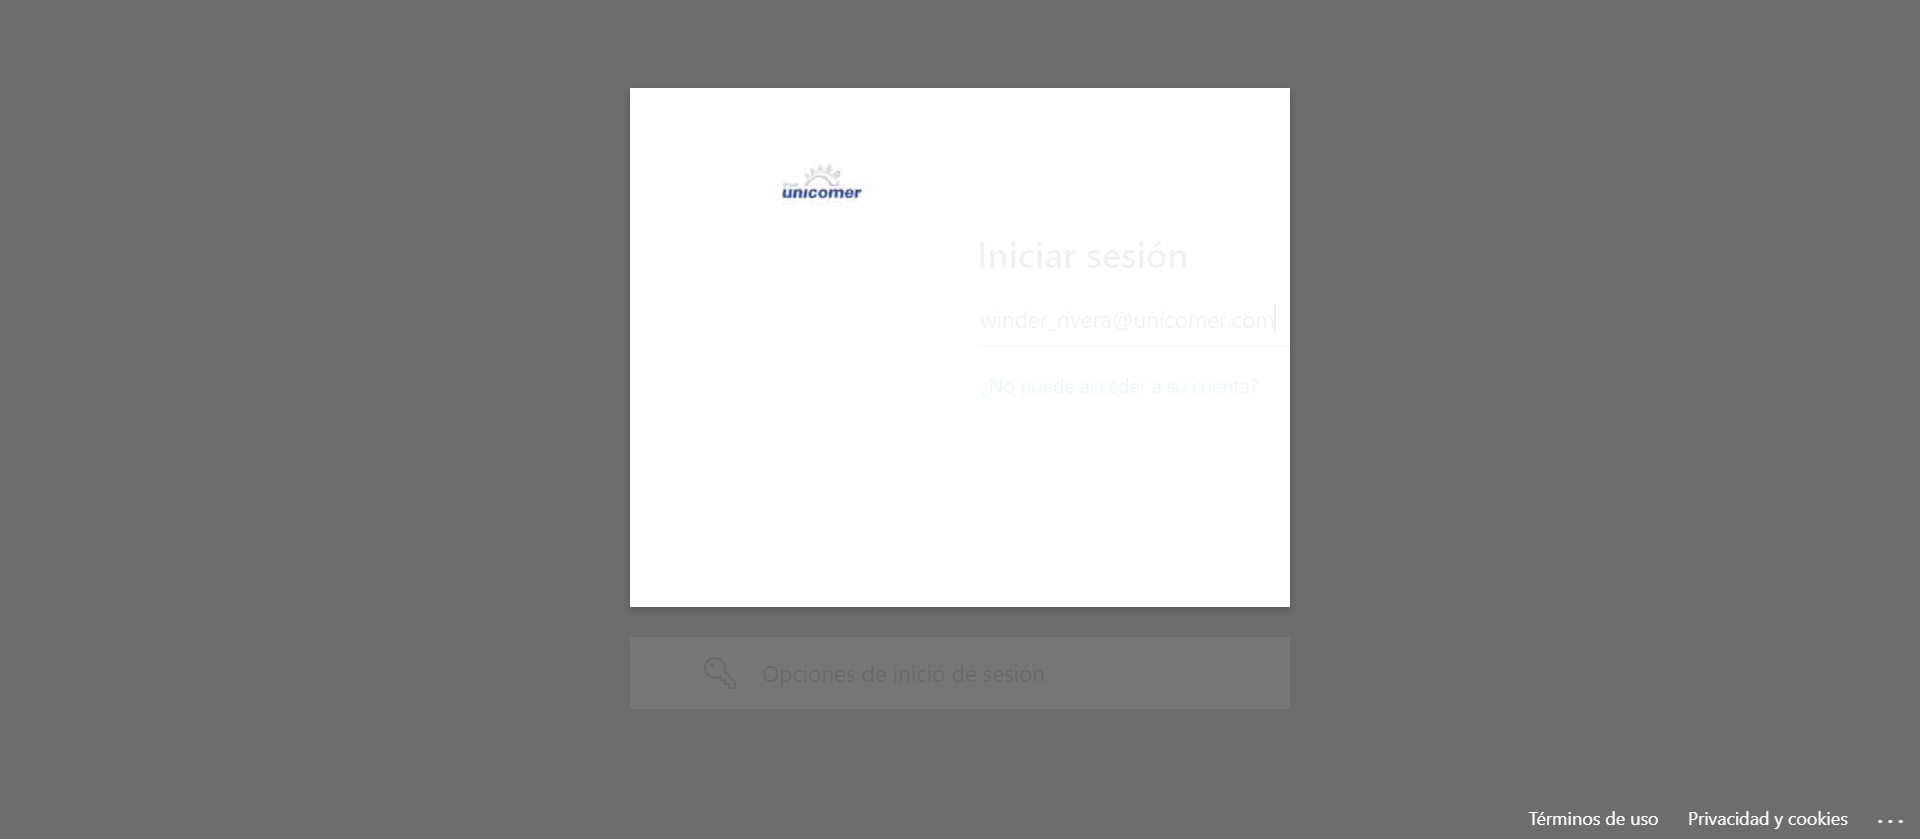 unicomer
Iniciar sesión
winder_rivera@unicomer.com
¿No puede acceder a su cuenta?
Opciones de inicio de sesión
Términos de uso Privacidad y cookies ...